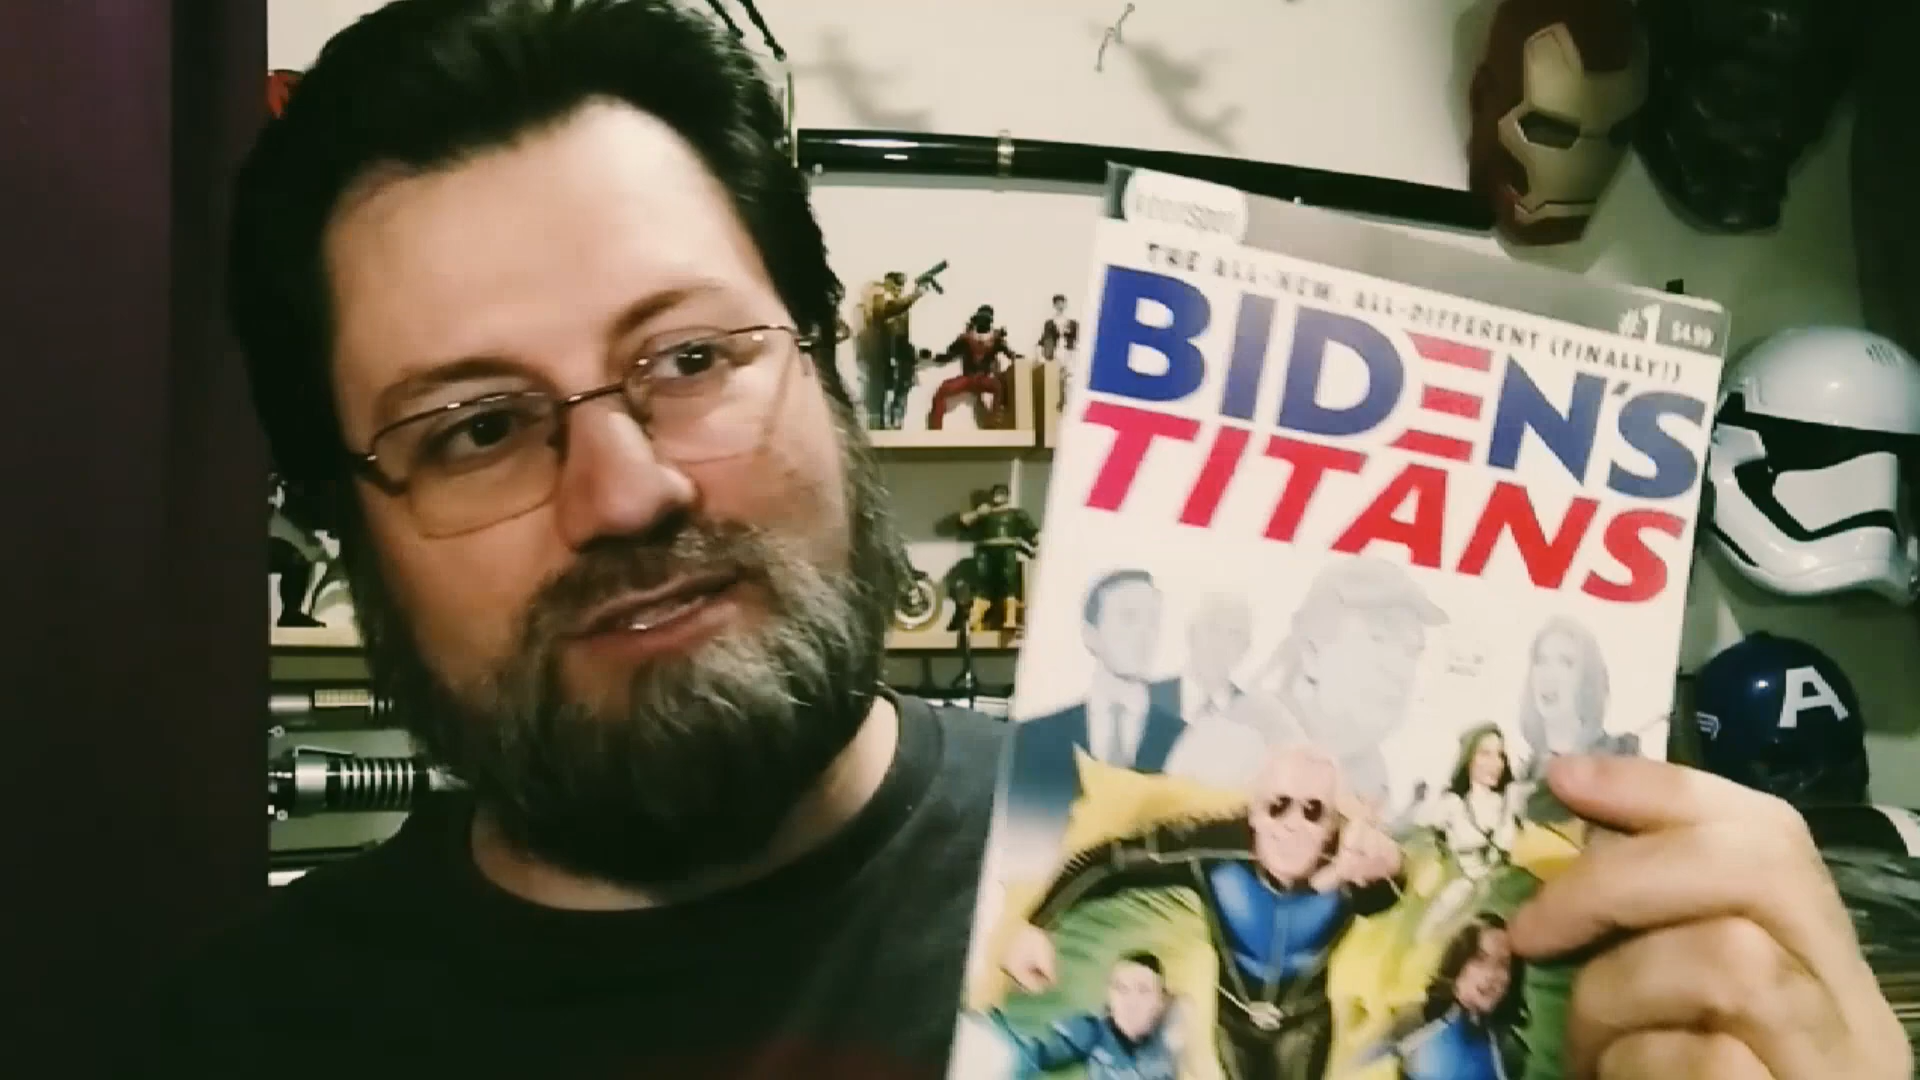 THE ALL-NEW, ALL-DIFFERENT (FINALLY!)
#1 $4.99
BIDEN'S
TITANS
A